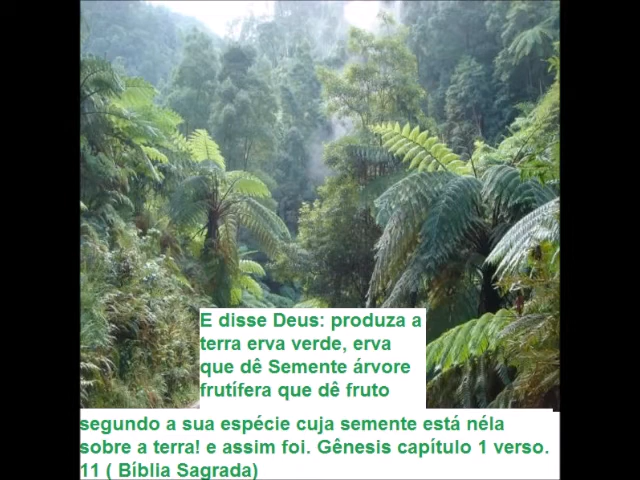 E disse Deus: produza a
terra erva verde, erva
que dê Semente árvore
frutífera que dê fruto
segundo a sua espécie cuja semente está néla
sobre a terra! e assim foi. Gênesis capítulo 1 verso.
11 ( Bíblia Sagrada)